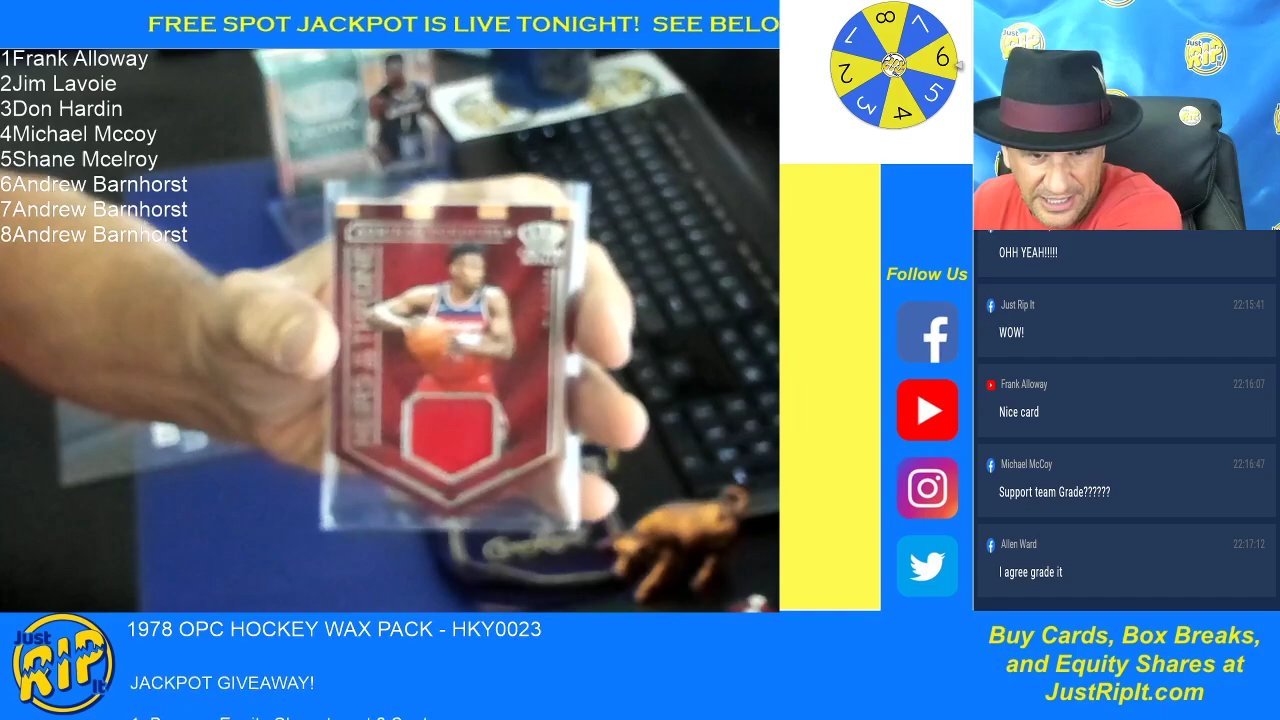 FREE SPOT JACKPOT IS LIVE TONIGHT! SEE BELO
1Frank Alloway
2Jim Lavoie
3Don Hardin
4Michael Mccoy
5Shane Mcelroy
6Andrew Barnhorst
7Andrew Barnhorst
8Andrew Barnhorst
8
7
6
5
4
3
2
1
Follow Us
OHH YEAH!!!!!
Just Rip It 22:15:41
WOW!
Frank Alloway 22:16:07
Nice card
Michael McCoy 22:16:47
Support team Grade??????
Allen Ward 22:17:12
I agree grade it
Just
RIP
It
1978 OPC HOCKEY WAX PACK - HKY0023
JACKPOT GIVEAWAY!
Buy Cards, Box Breaks,
and Equity Shares at
JustRipIt.com